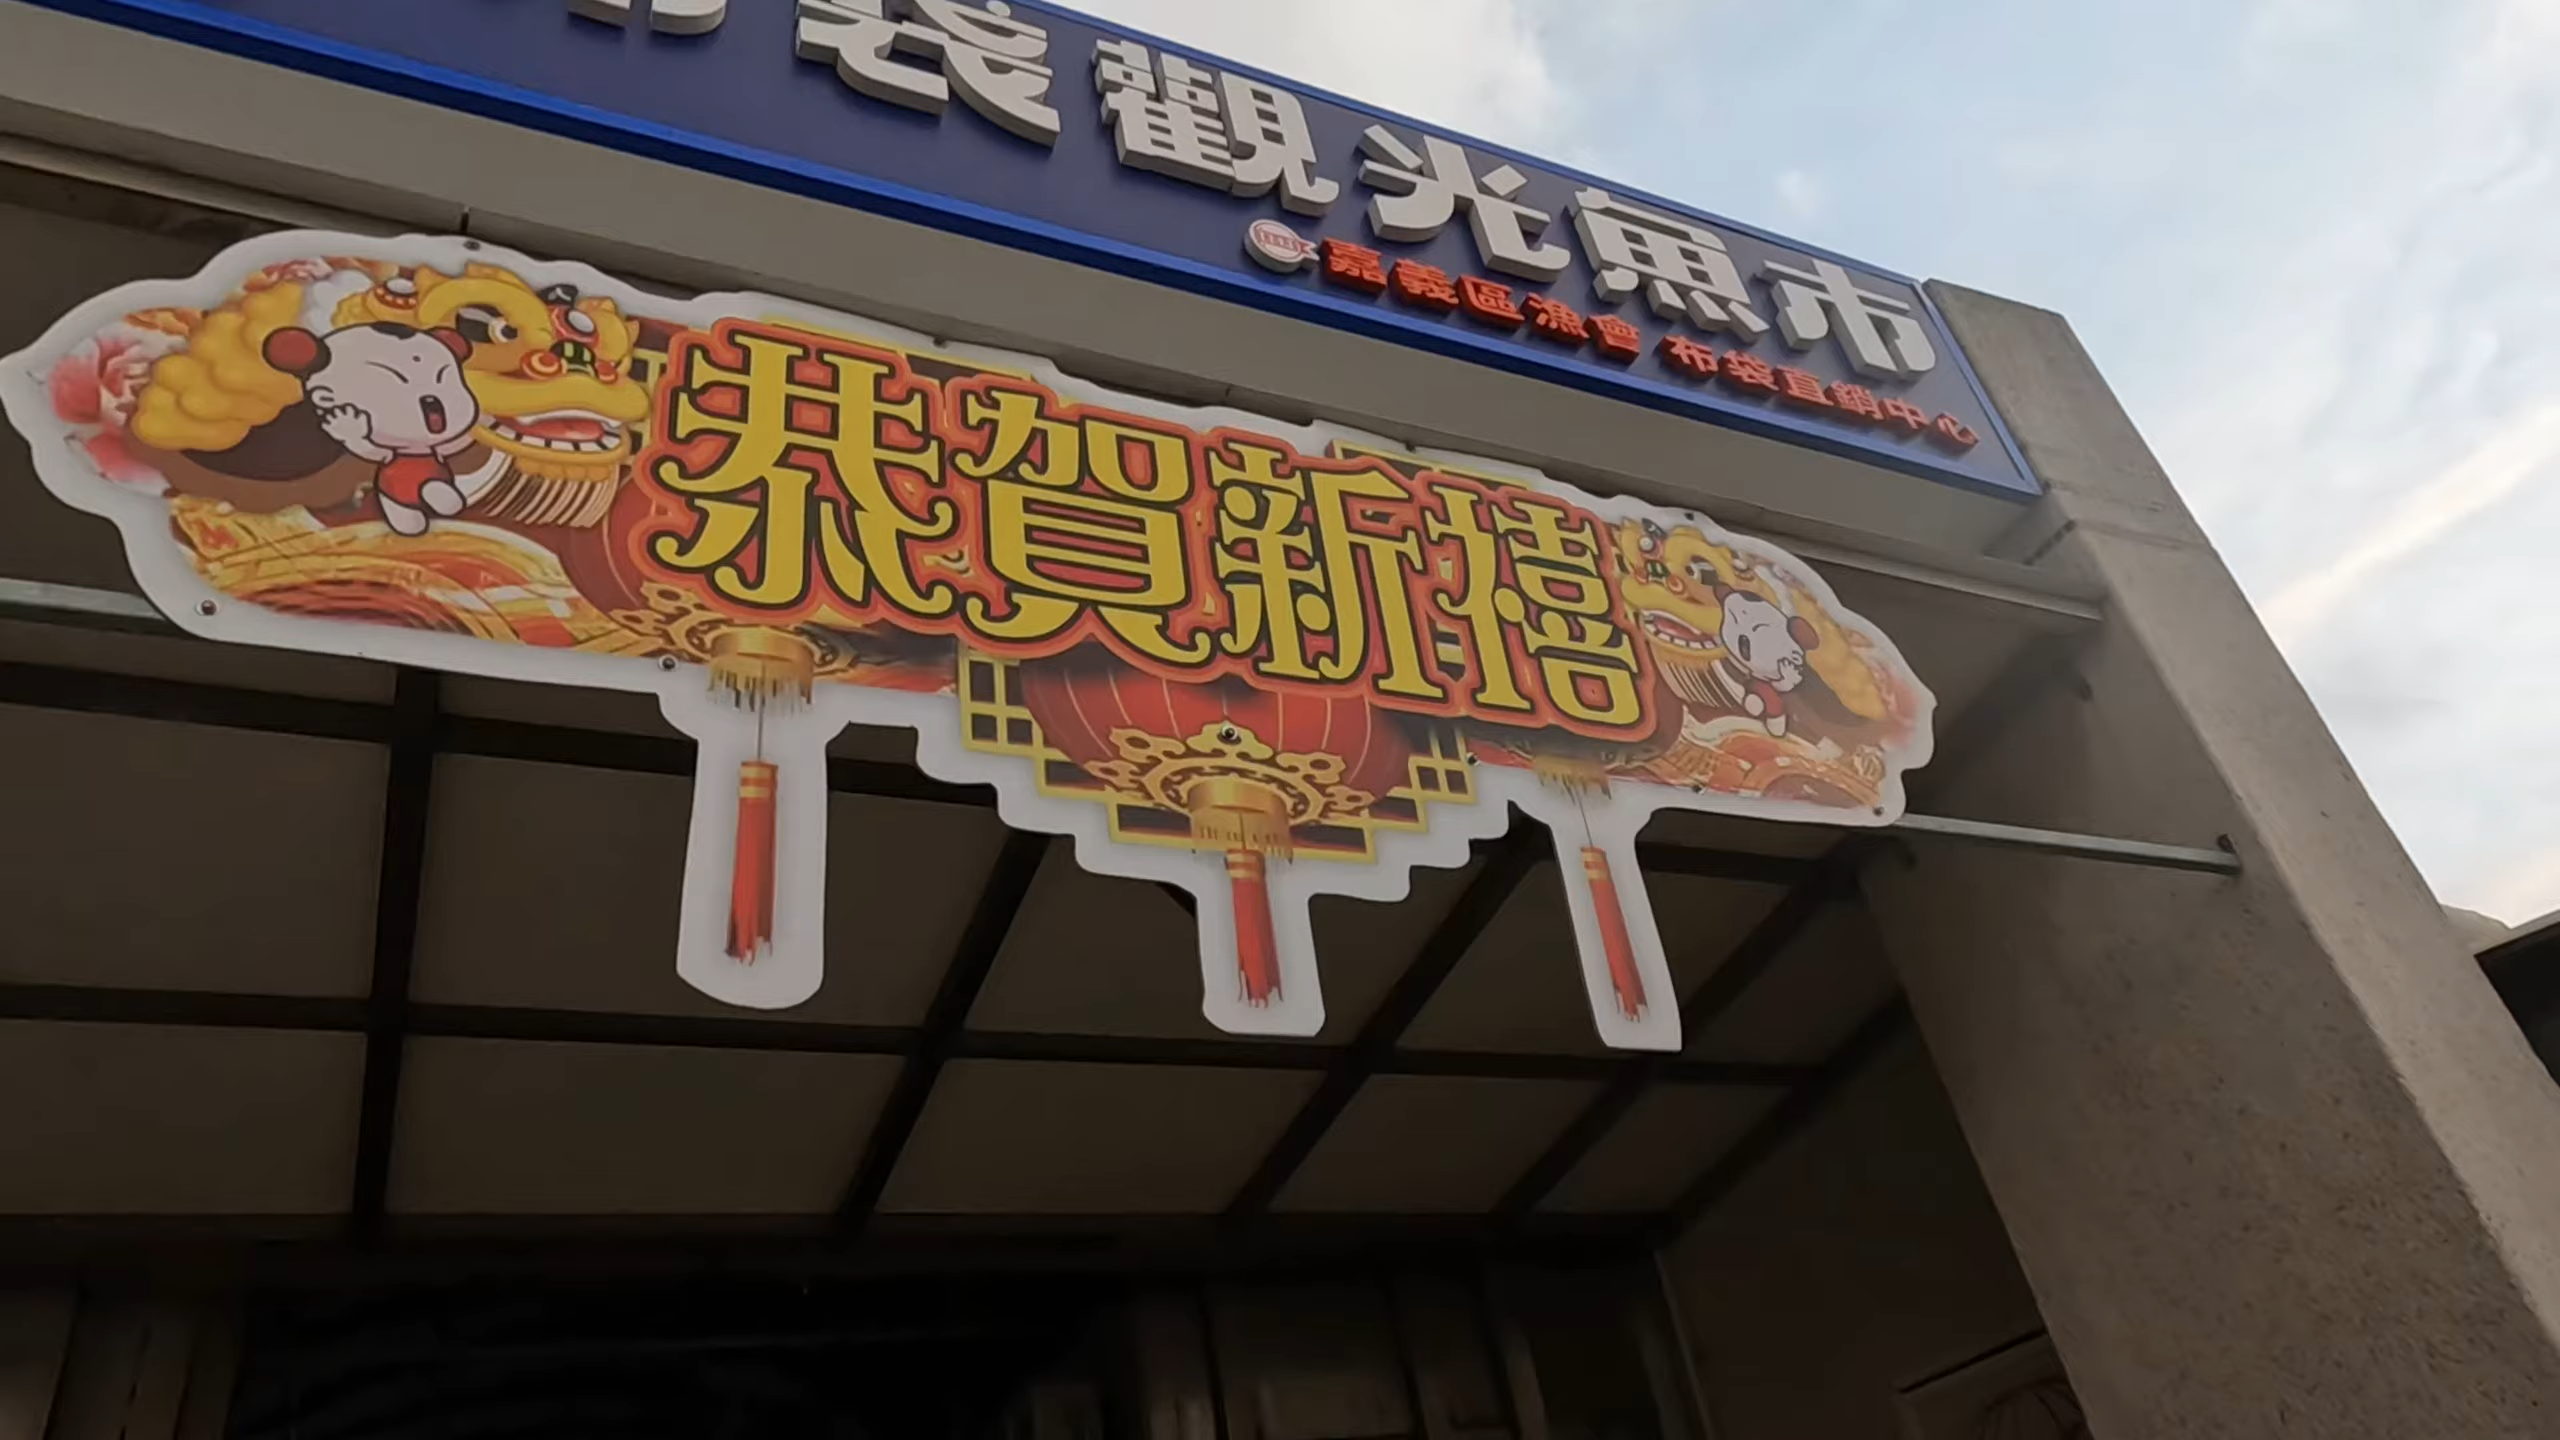 布袋觀光魚市
嘉義區漁會 布袋直銷中心
恭賀新禧